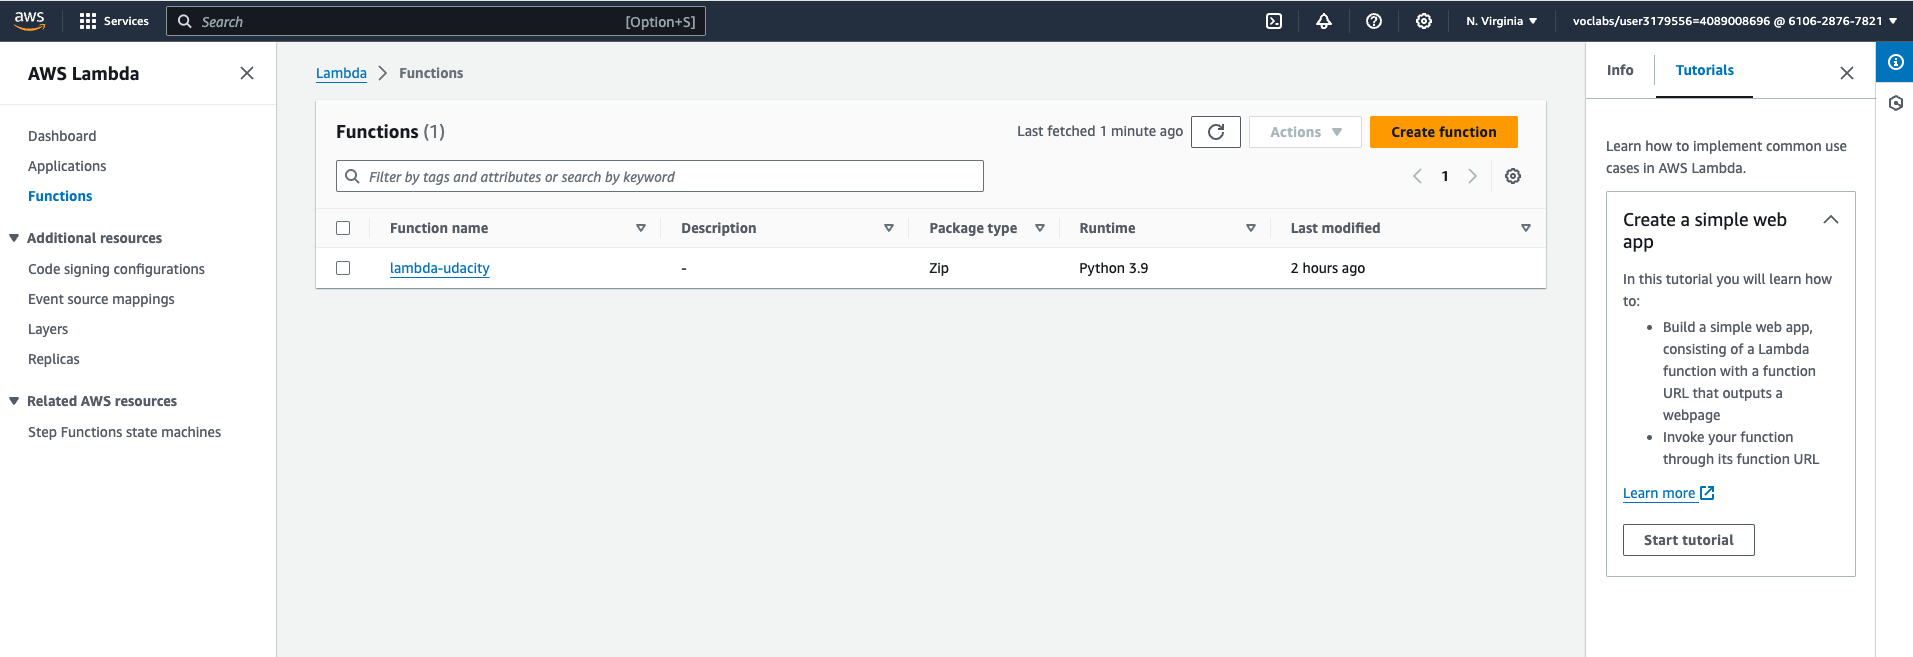 aws
Services
Search
[Option+S]
N. Virginia
voclabs/user3179556=4089008696 @ 6106-2876-7821
AWS Lambda
Dashboard
Applications
Functions
Additional resources
Code signing configurations
Event source mappings
Layers
Replicas
Related AWS resources
Step Functions state machines
Lambda
Functions
Functions (1)
Last fetched 1 minute ago
Actions
Create function
Filter by tags and attributes or search by keyword
1
Function name
Description
Package type
Runtime
Last modified
lambda-udacity
-
Zip
Python 3.9
2 hours ago
Info
Tutorials
Learn how to implement common use
cases in AWS Lambda.
Create a simple web
app
In this tutorial you will learn how
to:
• Build a simple web app,
consisting of a Lambda
function with a function
URL that outputs a
webpage
• Invoke your function
through its function URL
Learn more
Start tutorial